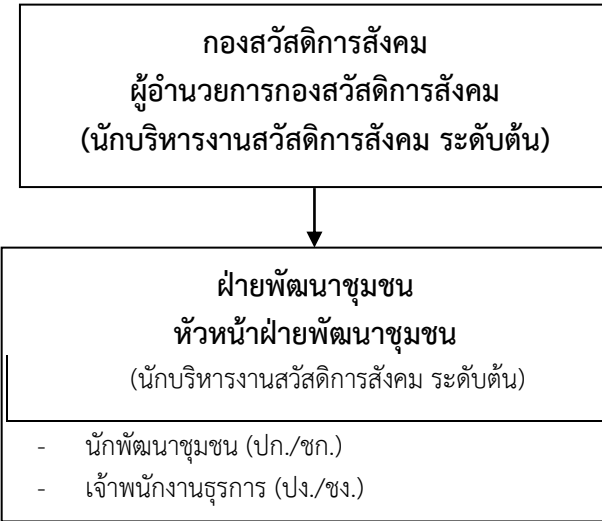 กองสวัสดิการสังคม
ผู้อำนวยการกองสวัสดิการสังคม
(นักบริหารงานสวัสดิการสังคม ระดับต้น)
ฝ่ายพัฒนาชุมชน
หัวหน้าฝ่ายพัฒนาชุมชน
(นักบริหารงานสวัสดิการสังคม ระดับต้น)
- นักพัฒนาชุมชน (ปก./ชก.)
- เจ้าพนักงานธุรการ (ปง./ชง.)